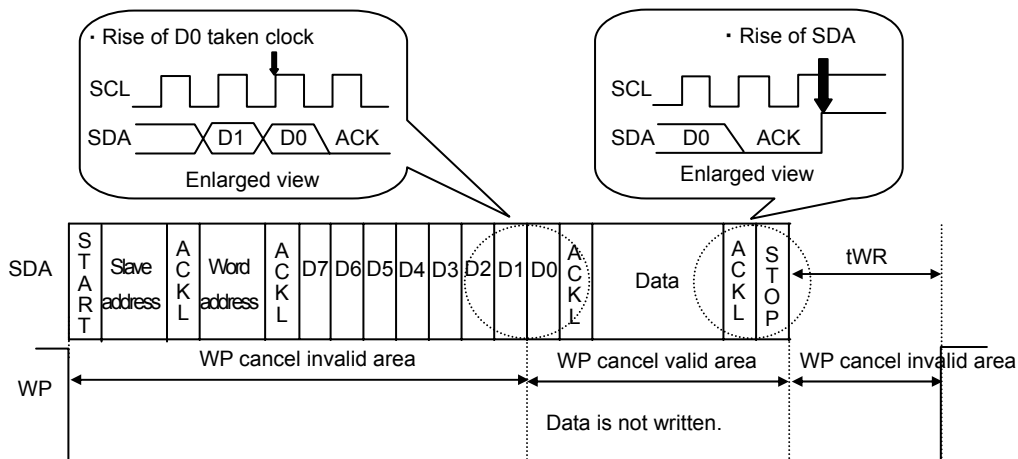 ・Rise of D0 taken clock
SCL
SDA D1 D0 ACK
Enlarged view
・Rise of SDA
SCL
SDA D0 ACK
Enlarged view
SDA
START
Slave address
ACKL
Word address
ACKL
D7 D6 D5 D4 D3 D2 D1 D0
ACKL
Data
ACKL
STOP
tWR
WP
WP cancel invalid area
WP cancel valid area
WP cancel invalid area
Data is not written.